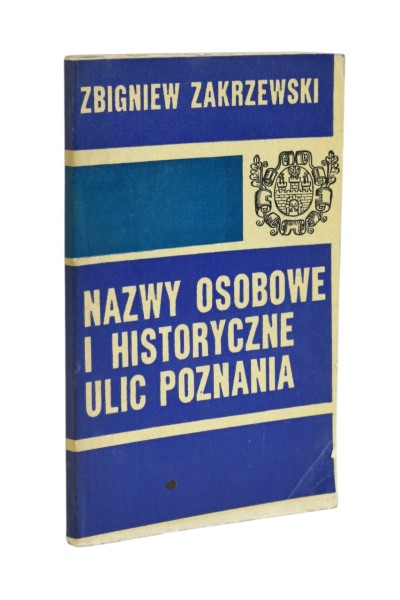 ZBIGNIEW ZAKRZEWSKI
NAZWY OSOBOWE
I HISTORYCZNE
ULIC POZNANIA